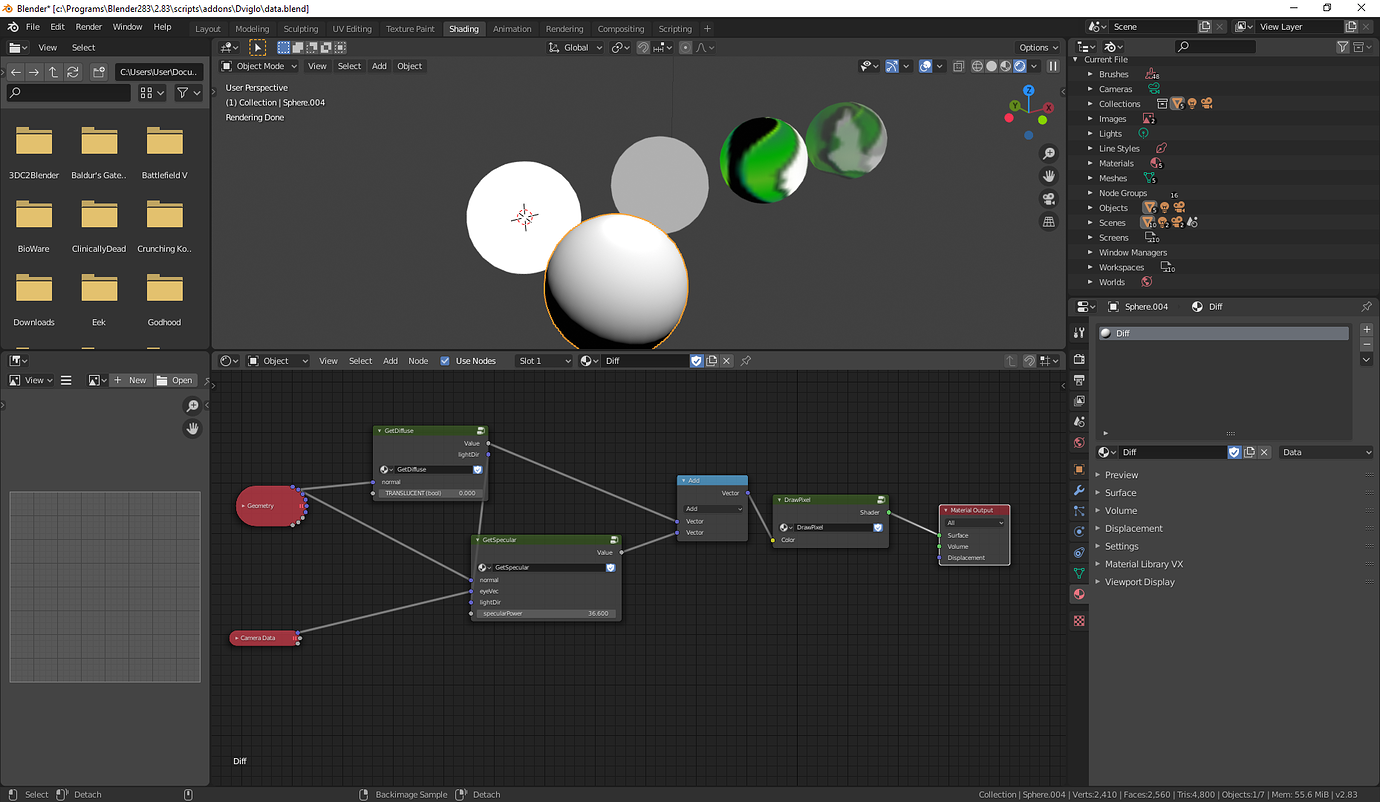 Blender* [c:\Programs\Blender283\2.83\scripts\addons\Dviglo\data.blend]
File Edit Render Window Help
Layout Modeling Sculpting UV Editing Texture Paint Shading Animation Rendering Compositing Scripting +
Scene
View Layer
View Select
Global
Options
C:\Users\User\Docu..
Object Mode View Select Add Object
User Perspective
(1) Collection | Sphere.004
Rendering Done
Z
Y
X
3DC2Blender Baldur's Gate.. Battlefield V
BioWare ClinicallyDead Crunching Ko..
Downloads Eek Godhood
Current File
Brushes 48
Cameras
Collections 5
Images 2
Lights
Line Styles
Materials 5
Meshes 5
Node Groups 16
Objects 5
Scenes 10 2 2
Screens 10
Window Managers
Workspaces 10
Worlds
Sphere.004 Diff
Diff
Diff Data
Preview
Surface
Volume
Displacement
Settings
Material Library VX
Viewport Display
View New Open
Object View Select Add Node Use Nodes Slot 1 Diff
GetDiffuse
Value
lightDir
GetDiffuse
normal
TRANSLUCENT (bool) 0.000
Geometry
GetSpecular
Value
GetSpecular
normal
eyeVec
lightDir
specularPower 36.600
Camera Data
Add
Vector
Add
Vector
Vector
DrawPixel
Shader
DrawPixel
Color
Material Output
All
Surface
Volume
Displacement
Diff
Select Detach Backimage Sample Detach
Collection | Sphere.004 | Verts:2,410 | Faces:2,560 | Tris:4,800 | Objects:1/7 | Mem: 55.6 MiB | v2.83